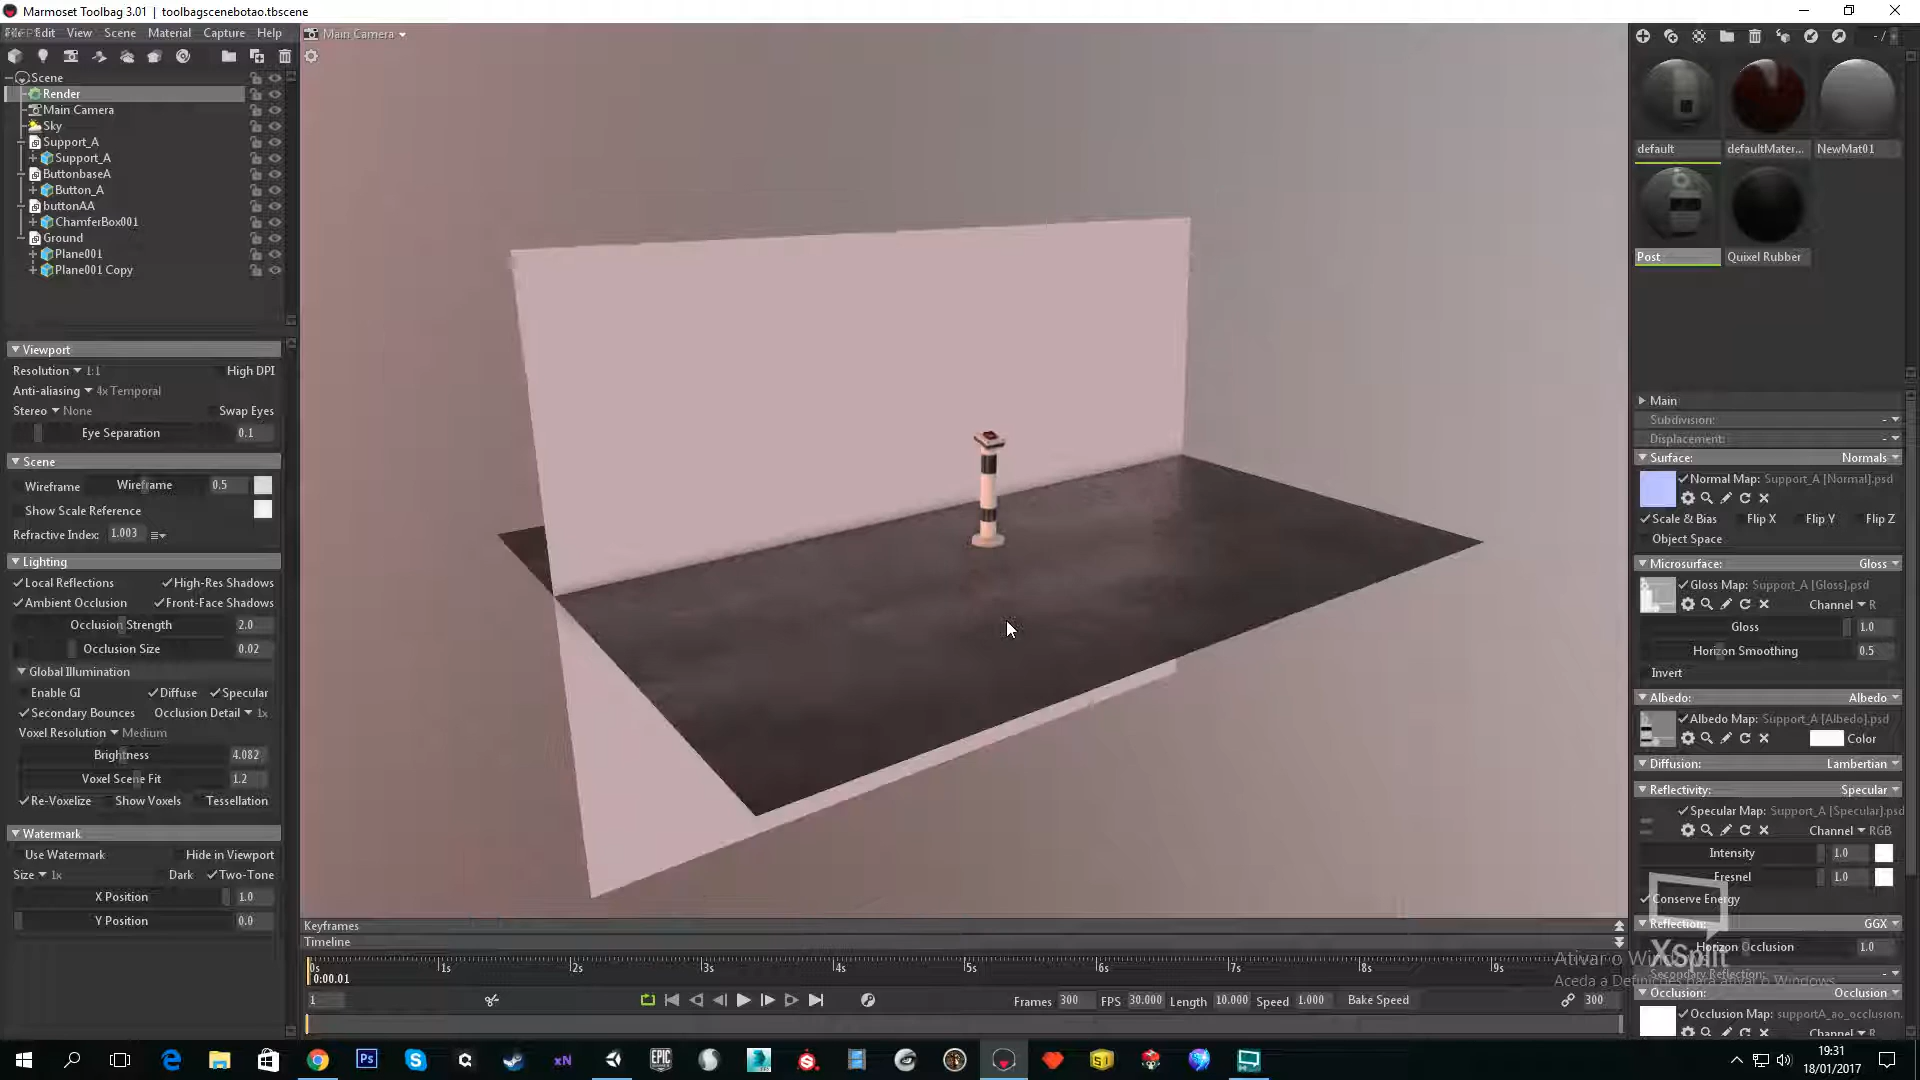 Marmoset Toolbag 3.01 | toolbagscenebotao.tbscene
Edit View Scene Material Capture Help
Main Camera
Scene
Render
Main Camera
Sky
Support_A
Support_A
ButtonbaseA
Button_A
buttonAA
ChamferBox001
Ground
Plane001
Plane001 Copy
Viewport
Resolution 1:1 High DPI
Anti-aliasing 4x Temporal
Stereo None Swap Eyes
Eye Separation 0.1
Scene
Wireframe Wireframe 0.5
Show Scale Reference
Refractive Index: 1.003
Lighting
Local Reflections High-Res Shadows
Ambient Occlusion Front-Face Shadows
Occlusion Strength 2.0
Occlusion Size 0.02
Global Illumination
Enable GI Diffuse Specular
Secondary Bounces Occlusion Detail 1x
Voxel Resolution Medium
Brightness 4.082
Voxel Scene Fit 1.2
Re-Voxelize Show Voxels Tessellation
Watermark
Use Watermark Hide in Viewport
Size 1x Dark Two-Tone
X Position 1.0
Y Position 0.0
Keyframes
Timeline
0s 1s 2s 3s 4s 5s 6s 7s 8s 9s
0:00.01
1 Frames 300 FPS 30.000 Length 10.000 Speed 1.000 Bake Speed 300
- /
default defaultMater... NewMat01
Post Quixel Rubber
Main
Subdivision: -
Displacement: -
Surface: Normals
Normal Map: Support_A [Normal].psd
Scale & Bias Flip X Flip Y Flip Z
Object Space
Microsurface: Gloss
Gloss Map: Support_A [Gloss].psd
Channel R
Gloss 1.0
Horizon Smoothing 0.5
Invert
Albedo: Albedo
Albedo Map: Support_A [Albedo].psd
Color
Diffusion: Lambertian
Reflectivity: Specular
Specular Map: Support_A [Specular].psd
Channel RGB
Intensity 1.0
Fresnel 1.0
Conserve Energy
Reflection: GGX
Horizon Occlusion 1.0
XSplit
Ativar o Windows
Aceda a Definições para ativar o Windows.
Secondary Reflection: -
Occlusion: Occlusion
Occlusion Map: supportA_ao_occlusion.
Channel R
Ps
EPIC GAMES
xN
19:31
18/01/2017